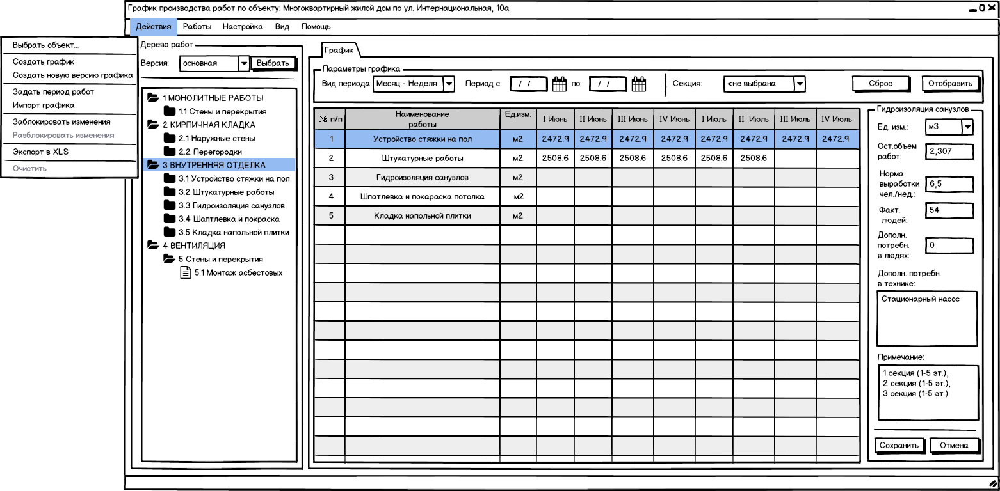 График производства работ по объекту: Многоквартирный жилой дом по ул. Интернациональная, 10а
Действия Работы Настройка Вид Помощь
Выбрать объект...
Создать график
Создать новую версию графика
Задать период работ
Импорт графика
Заблокировать изменения
Разблокировать изменения
Экспорт в XLS
Очистить
Дерево работ
Версия: основная Выбрать
1 МОНОЛИТНЫЕ РАБОТЫ
1.1 Стены и перекрытия
2 КИРПИЧНАЯ КЛАДКА
2.1 Наружные стены
2.2 Перегородки
3 ВНУТРЕННЯЯ ОТДЕЛКА
3.1 Устройство стяжки на пол
3.2 Штукатурные работы
3.3 Гидроизоляция санузлов
3.4 Шаптлевка и покраска
3.5 Кладка напольной плитки
4 ВЕНТИЛЯЦИЯ
5 Стены и перекрытия
5.1 Монтаж асбестовых
График
Параметры графика
Вид периода: Месяц - Неделя Период с: / / по: / / Секция: <не выбрана Сброс Отобразить
№ п/п Наименование работы Ед.изм. I Июнь II Июнь III Июнь IV Июнь I Июль II Июль III Июль IV Июль
1 Устройство стяжки на пол м2 2472.9 2472.9 2472.9 2472.9 2472.9 2472.9 2472.9 2472.9
2 Штукатурные работы м2 2508.6 2508.6 2508.6 2508.6 2508.6 2508.6
3 Гидроизоляция санузлов м2
4 Шпатлевка и покараска потолка м2
5 Кладка напольной плитки м2
Гидроизоляция санузлов
Ед. изм.: м3
Ост.объем
работ: 2,307
Норма
выработки
чел./нед.: 6,5
Факт.
людей: 54
Дополн.
потребн.
в людях: 0
Дополн. потребн.
в технике:
Стационарный насос
Примечание:
1 секция (1-5 эт.),
2 секция (1-5 эт.),
3 секция (1-5 эт.)
Сохранить Отмена